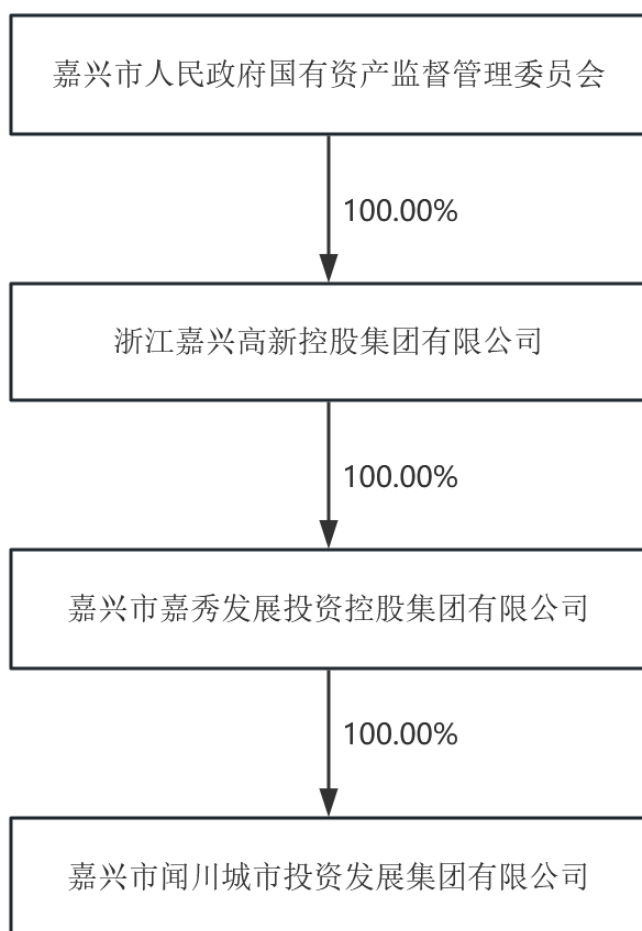 嘉兴市人民政府国有资产监督管理委员会
100.00%
浙江嘉兴高新控股集团有限公司
100.00%
嘉兴市嘉秀发展投资控股集团有限公司
100.00%
嘉兴市闻川城市投资发展集团有限公司